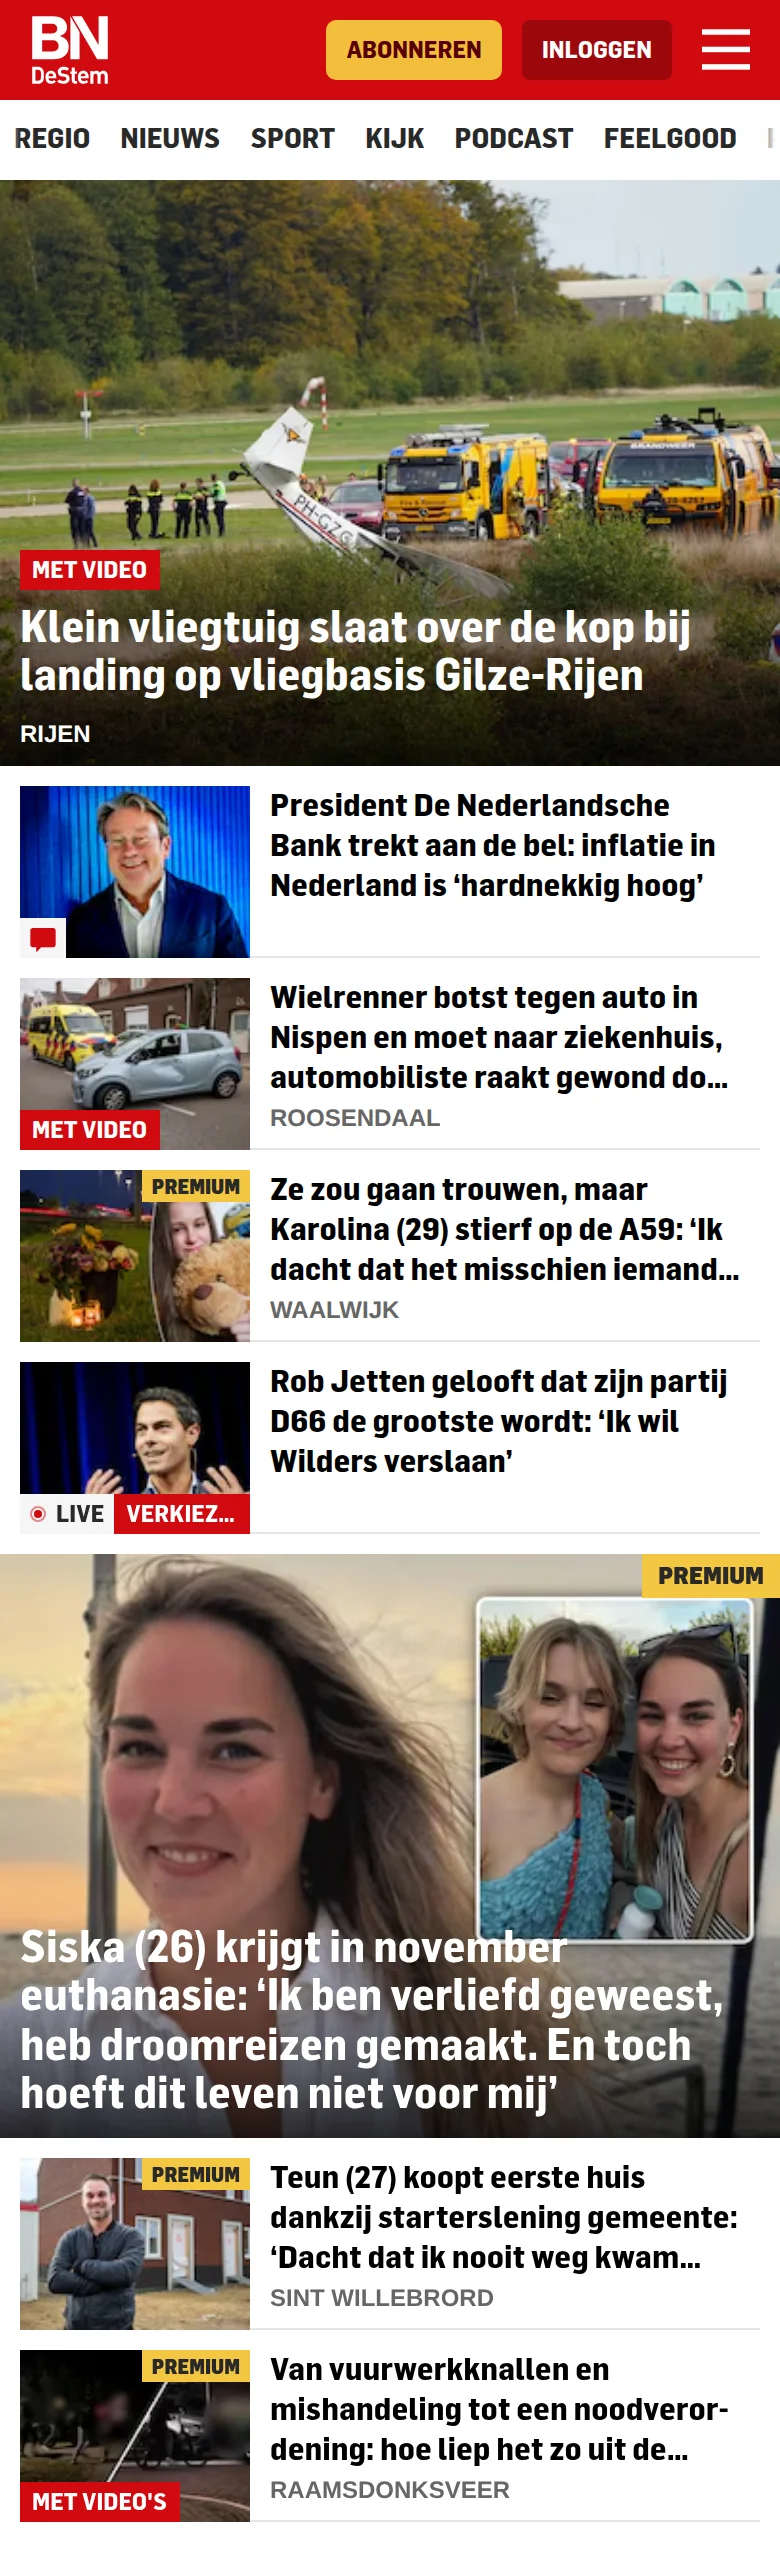 BN
DeStem
ABONNEREN
INLOGGEN
REGIO NIEUWS SPORT KIJK PODCAST FEELGOOD
BRANDWEER
PH-GZG
MET VIDEO
Klein vliegtuig slaat over de kop bij
landing op vliegbasis Gilze-Rijen
RIJEN
President De Nederlandsche
Bank trekt aan de bel: inflatie in
Nederland is ‘hardnekkig hoog’
Wielrenner botst tegen auto in
Nispen en moet naar ziekenhuis,
automobiliste raakt gewond do...
MET VIDEO
ROOSENDAAL
PREMIUM
Ze zou gaan trouwen, maar
Karolina (29) stierf op de A59: ‘Ik
dacht dat het misschien iemand...
WAALWIJK
Rob Jetten gelooft dat zijn partij
D66 de grootste wordt: ‘Ik wil
Wilders verslaan’
LIVE VERKIEZ...
PREMIUM
Siska (26) krijgt in november
euthanasie: ‘Ik ben verliefd geweest,
heb droomreizen gemaakt. En toch
hoeft dit leven niet voor mij’
PREMIUM
Teun (27) koopt eerste huis
dankzij starterslening gemeente:
‘Dacht dat ik nooit weg kwam...
SINT WILLEBRORD
PREMIUM
Van vuurwerkknallen en
mishandeling tot een noodveror-
dening: hoe liep het zo uit de...
MET VIDEO'S
RAAMSDONKSVEER